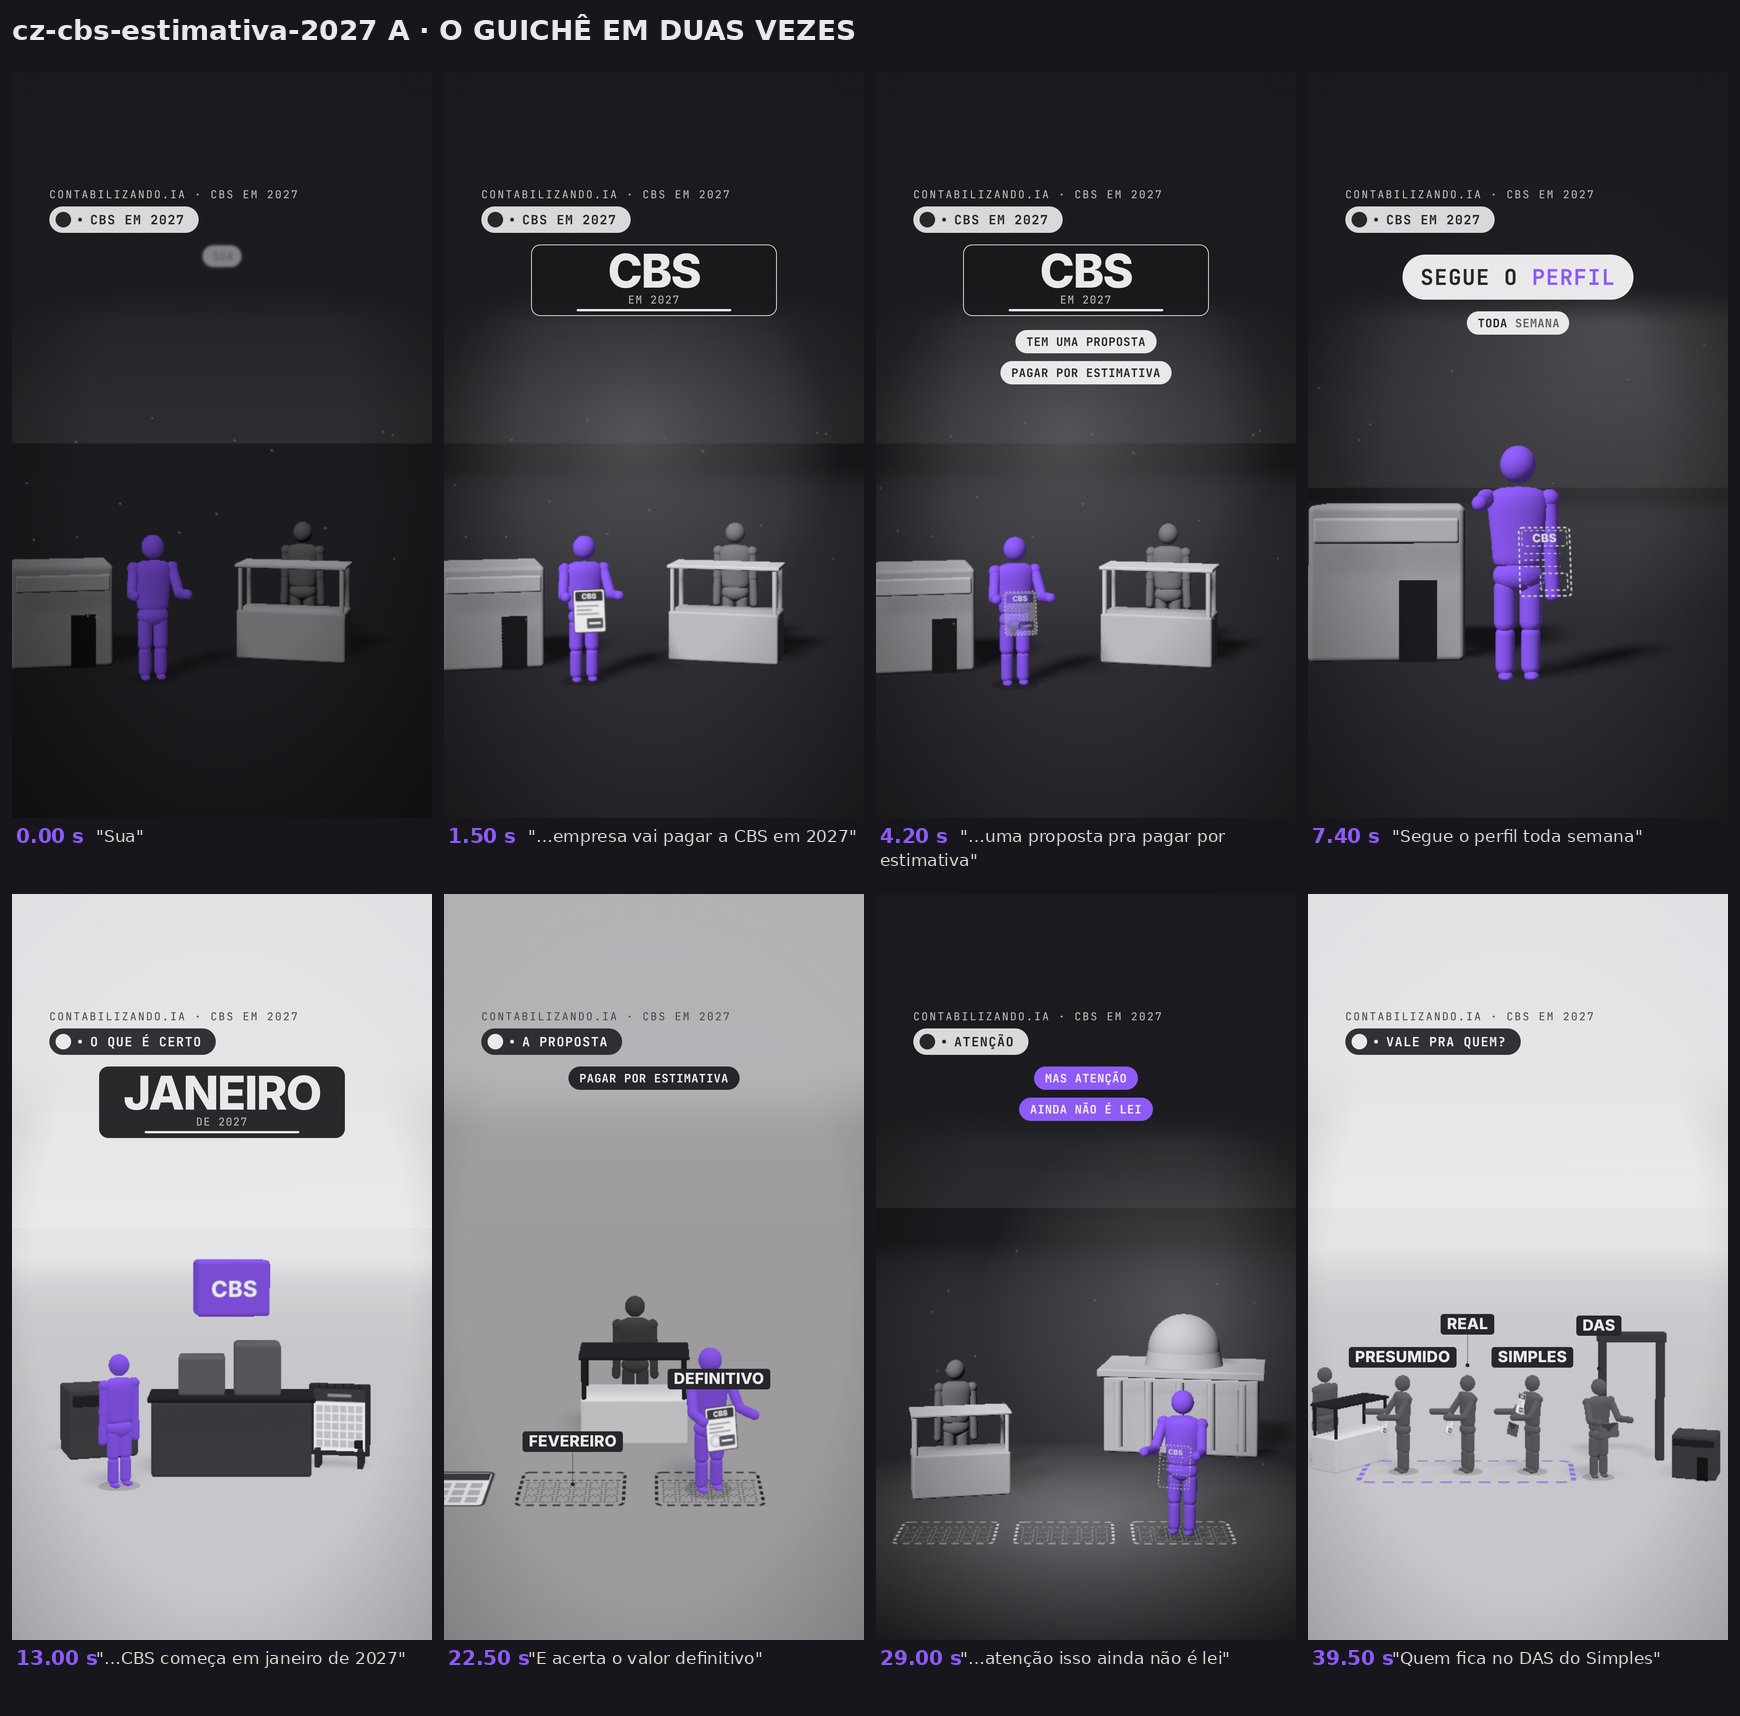 cz-cbs-estimativa-2027 A · O GUICHÊ EM DUAS VEZES
CONTABILIZANDO.IA · CBS EM 2027
• CBS EM 2027
SUA
0.00 s "Sua"
CONTABILIZANDO.IA · CBS EM 2027
• CBS EM 2027
CBS
EM 2027
CBS
1.50 s "...empresa vai pagar a CBS em 2027"
CONTABILIZANDO.IA · CBS EM 2027
• CBS EM 2027
CBS
EM 2027
TEM UMA PROPOSTA
PAGAR POR ESTIMATIVA
CBS
4.20 s "...uma proposta pra pagar por
estimativa"
CONTABILIZANDO.IA · CBS EM 2027
• CBS EM 2027
SEGUE O PERFIL
TODA SEMANA
CBS
7.40 s "Segue o perfil toda semana"
CONTABILIZANDO.IA · CBS EM 2027
• O QUE É CERTO
JANEIRO
DE 2027
CBS
13.00 s "...CBS começa em janeiro de 2027"
CONTABILIZANDO.IA · CBS EM 2027
• A PROPOSTA
PAGAR POR ESTIMATIVA
DEFINITIVO
CBS
FEVEREIRO
22.50 s "E acerta o valor definitivo"
CONTABILIZANDO.IA · CBS EM 2027
• ATENÇÃO
MAS ATENÇÃO
AINDA NÃO É LEI
CBS
29.00 s "...atenção isso ainda não é lei"
CONTABILIZANDO.IA · CBS EM 2027
• VALE PRA QUEM?
REAL
DAS
PRESUMIDO
SIMPLES
39.50 s "Quem fica no DAS do Simples"